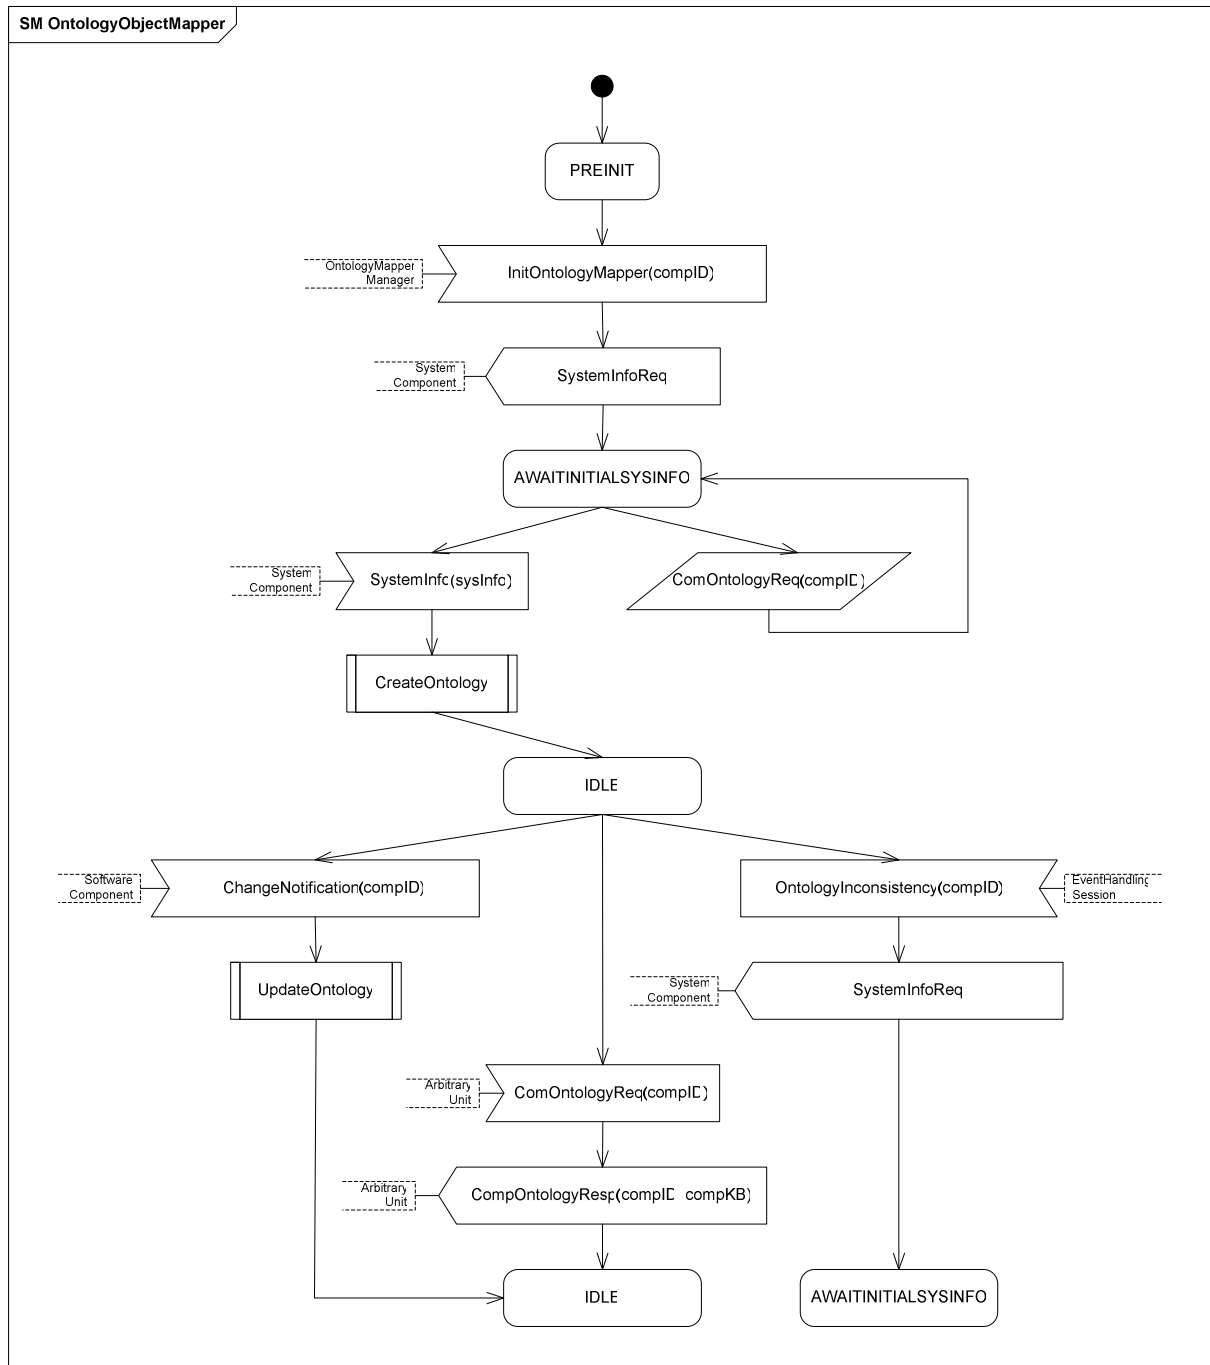 SM OntologyObjectMapper
PREINIT
OntologyMapper
Manager
InitOntologyMapper(compID)
System
Component
SystemInfoReq
AWAITINITIALSYSINFO
System
Component
SystemInfo(sysInfo)
ComOntologyReq(compID)
CreateOntology
IDLE
Software
Component
ChangeNotification(compID)
OntologyInconsistency(compID)
EventHandling
Session
UpdateOntology
System
Component
SystemInfoReq
Arbitrary
Unit
ComOntologyReq(compID)
Arbitrary
Unit
CompOntologyResp(compID compKB)
IDLE
AWAITINITIALSYSINFO